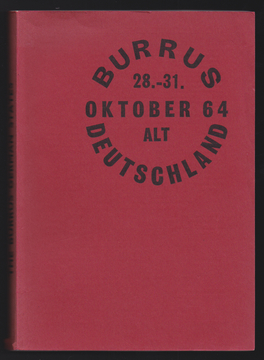 BURRUS
28.-31.
OKTOBER 64
ALT
DEUTSCHLAND